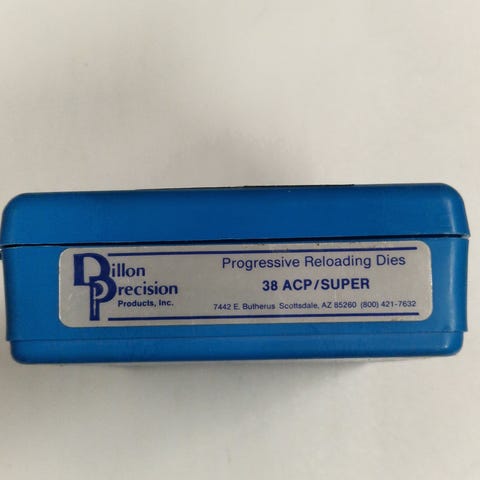 Dillon
Precision
Products, Inc.
Progressive Reloading Dies
38 ACP/SUPER
7442 E. Butherus Scottsdale, AZ 85260 (800) 421-7632